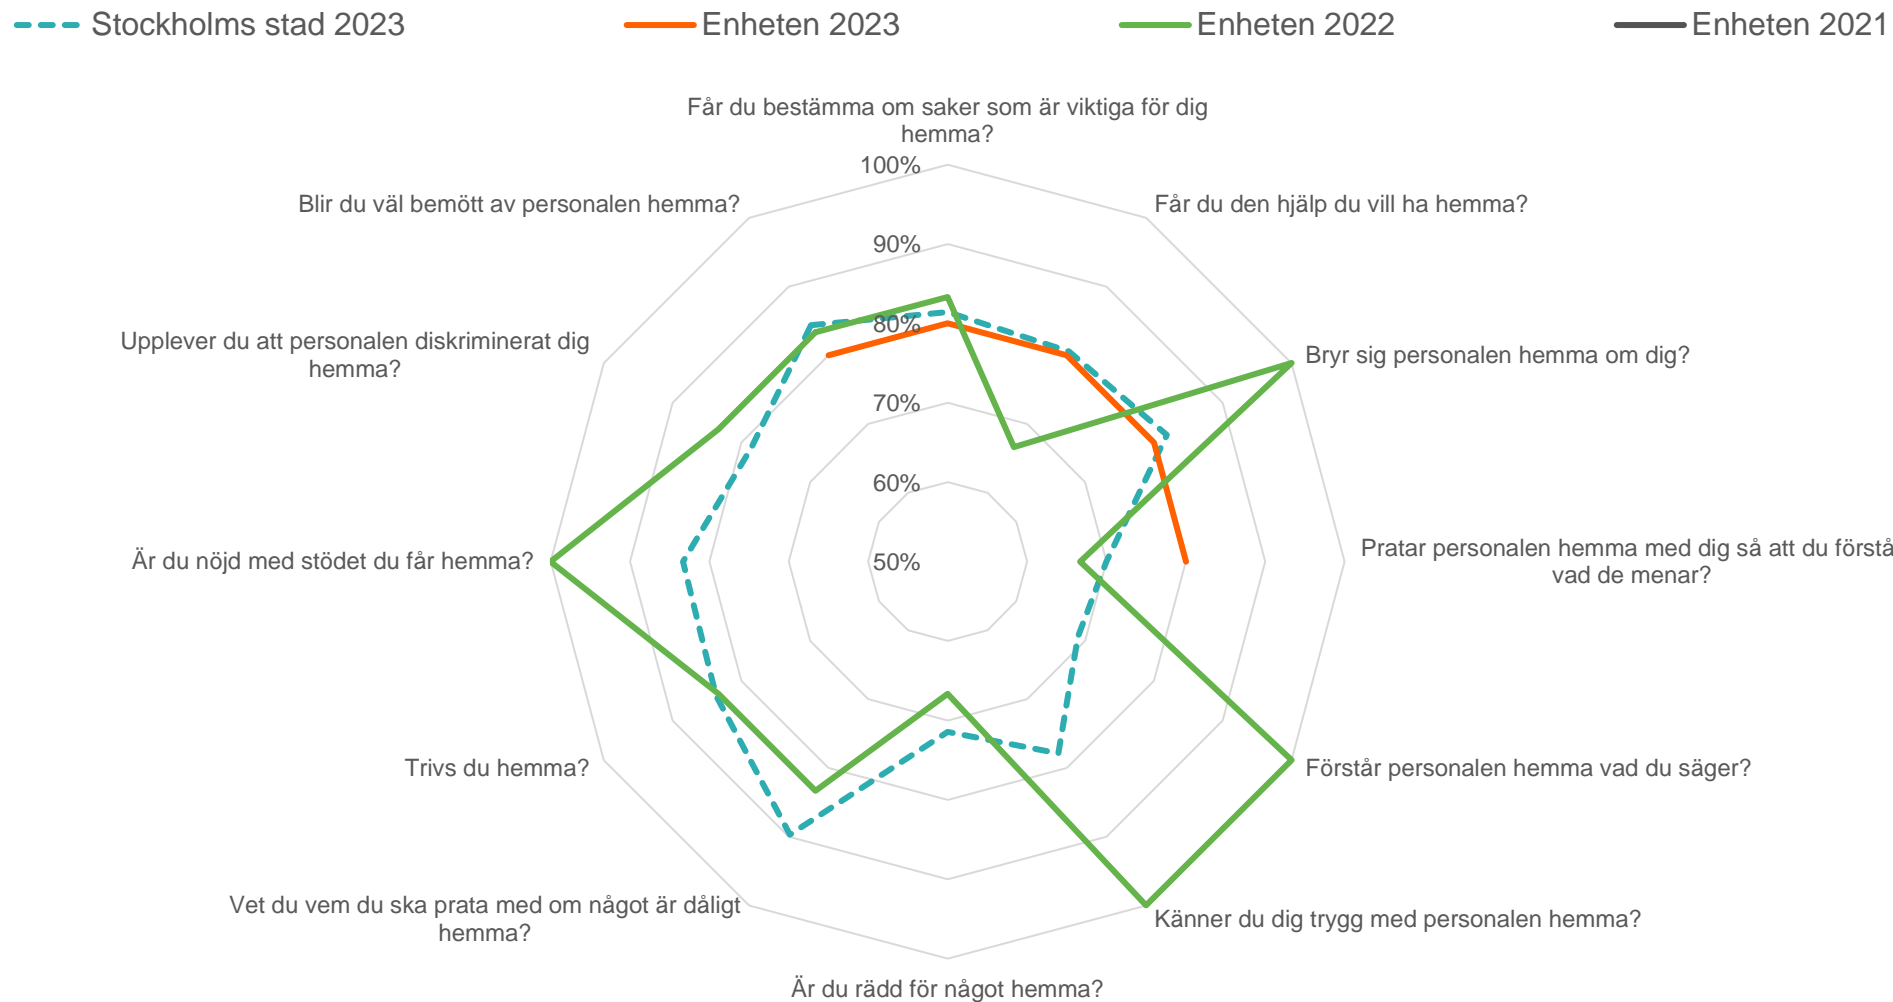 Stockholms stad 2023
Enheten 2023
Enheten 2022
Enheten 2021
Får du bestämma om saker som är viktiga för dig
hemma?
100%
Blir du väl bemött av personalen hemma?
Får du den hjälp du vill ha hemma?
90%
Upplever du att personalen diskriminerat dig
hemma?
80%
Bryr sig personalen hemma om dig?
70%
60%
Är du nöjd med stödet du får hemma?
50%
Pratar personalen hemma med dig så att du förstå
vad de menar?
Trivs du hemma?
Förstår personalen hemma vad du säger?
Vet du vem du ska prata med om något är dåligt
hemma?
Känner du dig trygg med personalen hemma?
Är du rädd för något hemma?